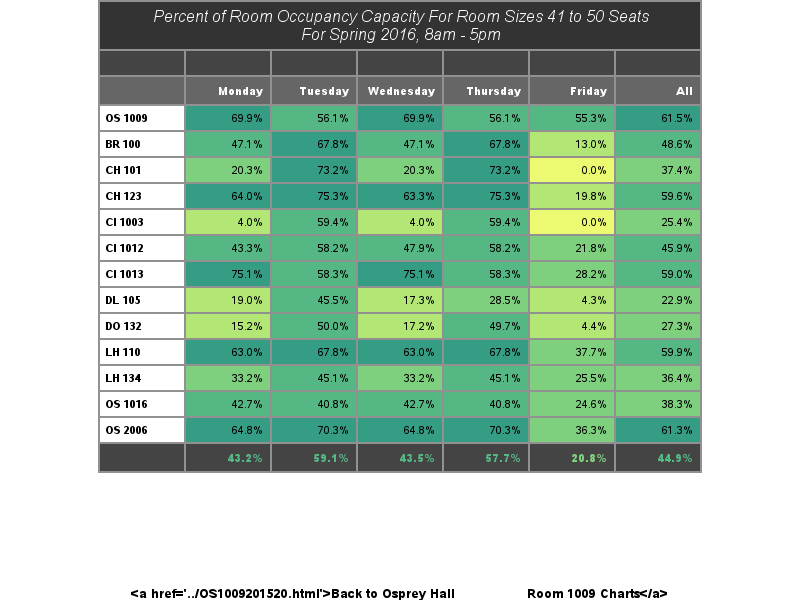 Percent of Room Occupancy Capacity For Room Sizes 41 to 50 Seats
For Spring 2016, 8am - 5pm
Monday Tuesday Wednesday Thursday Friday All
OS 1009 69.9% 56.1% 69.9% 56.1% 55.3% 61.5%
BR 100 47.1% 67.8% 47.1% 67.8% 13.0% 48.6%
CH 101 20.3% 73.2% 20.3% 73.2% 0.0% 37.4%
CH 123 64.0% 75.3% 63.3% 75.3% 19.8% 59.6%
CI 1003 4.0% 59.4% 4.0% 59.4% 0.0% 25.4%
CI 1012 43.3% 58.2% 47.9% 58.2% 21.8% 45.9%
CI 1013 75.1% 58.3% 75.1% 58.3% 28.2% 59.0%
DL 105 19.0% 45.5% 17.3% 28.5% 4.3% 22.9%
DO 132 15.2% 50.0% 17.2% 49.7% 4.4% 27.3%
LH 110 63.0% 67.8% 63.0% 67.8% 37.7% 59.9%
LH 134 33.2% 45.1% 33.2% 45.1% 25.5% 36.4%
OS 1016 42.7% 40.8% 42.7% 40.8% 24.6% 38.3%
OS 2006 64.8% 70.3% 64.8% 70.3% 36.3% 61.3%
43.2% 59.1% 43.5% 57.7% 20.8% 44.9%
<a href='../OS1009201520.html'>Back to Osprey Hall Room 1009 Charts</a>